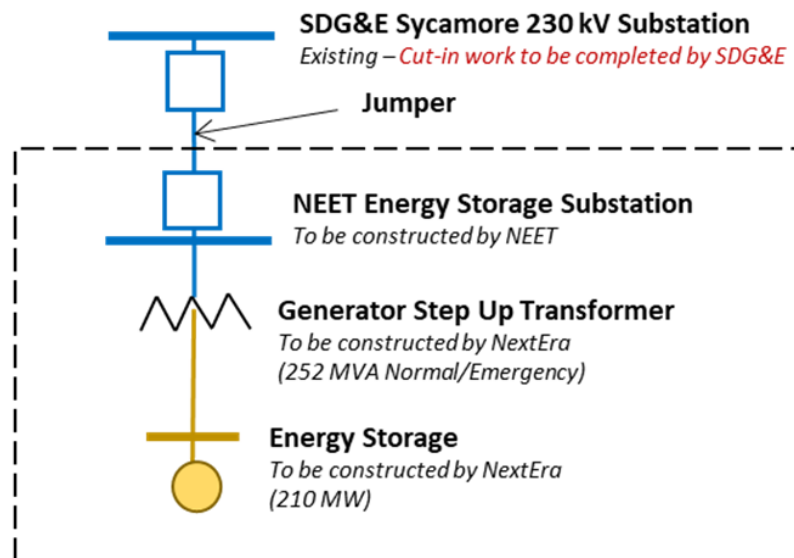 SDG&E Sycamore 230 kV Substation
Existing – Cut-in work to be completed by SDG&E
Jumper
NEET Energy Storage Substation
To be constructed by NEET
Generator Step Up Transformer
To be constructed by NextEra
(252 MVA Normal/Emergency)
Energy Storage
To be constructed by NextEra
(210 MW)